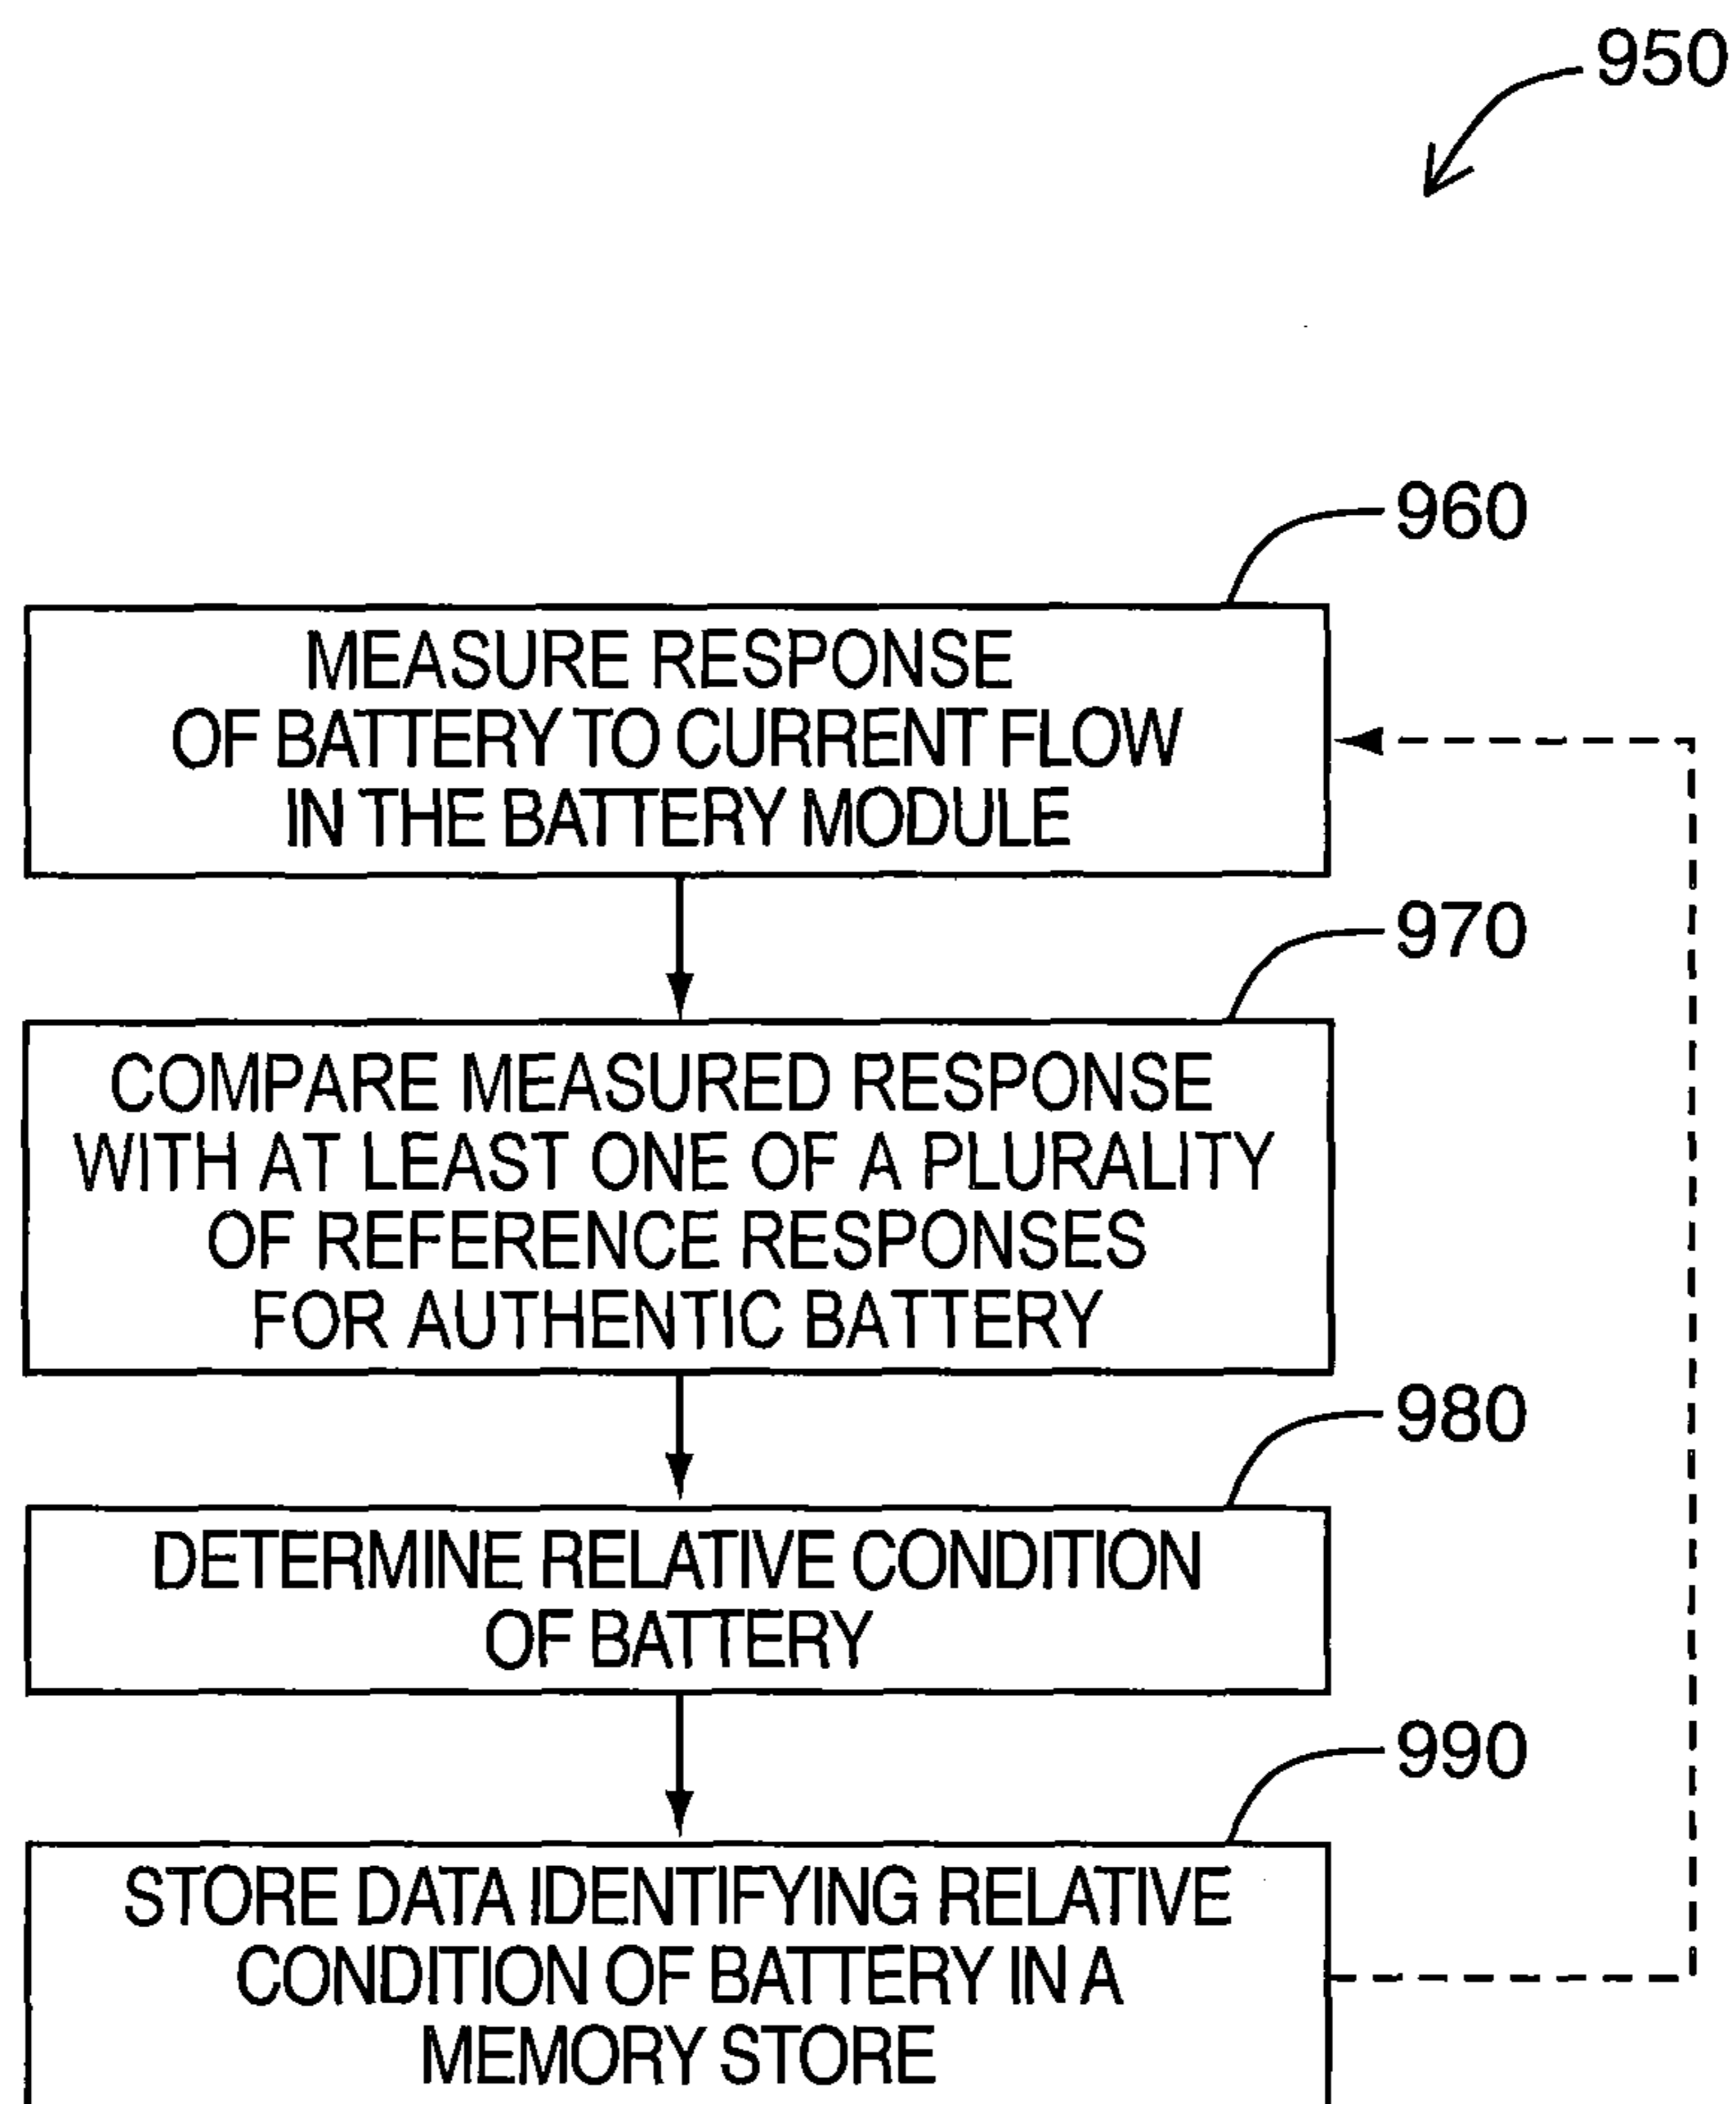 950
960
MEASURE RESPONSE
OF BATTERY TO CURRENT FLOW
IN THE BATTERY MODULE
970
COMPARE MEASURED RESPONSE
WITH AT LEAST ONE OF A PLURALITY
OF REFERENCE RESPONSES
FOR AUTHENTIC BATTERY
980
DETERMINE RELATIVE CONDITION
OF BATTERY
990
STORE DATA IDENTIFYING RELATIVE
CONDITION OF BATTERY IN A
MEMORY STORE